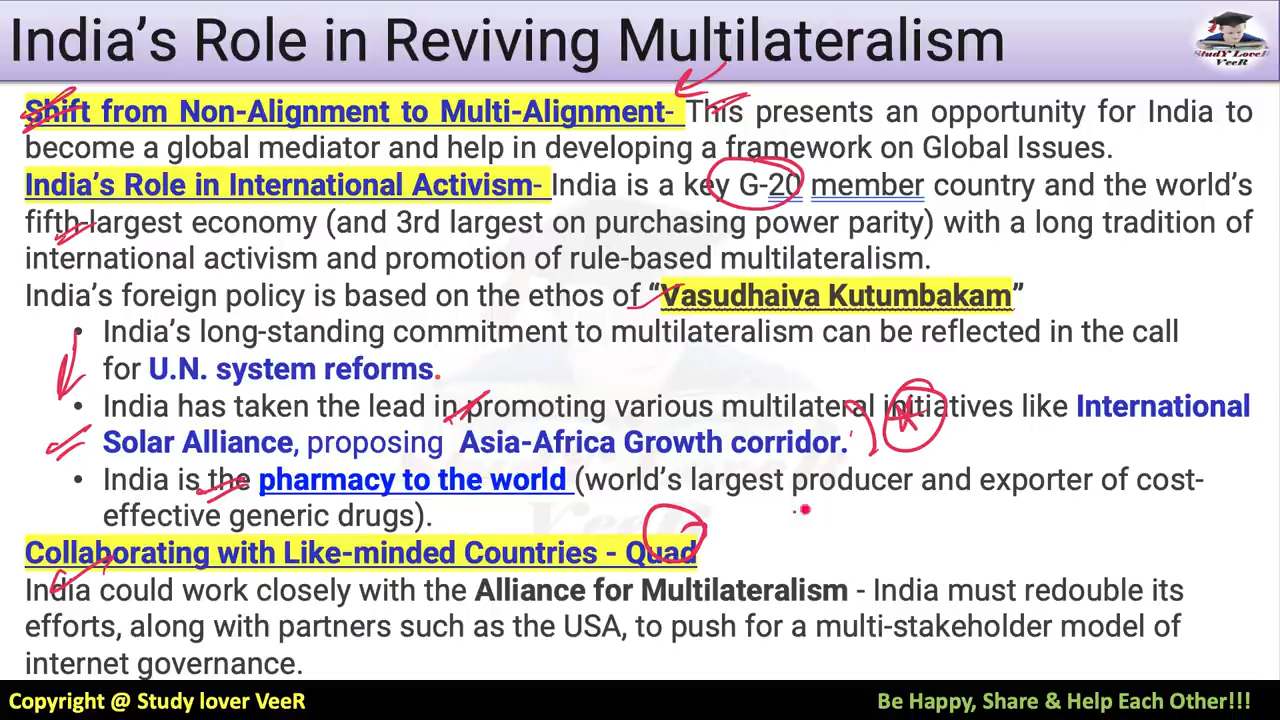 India's Role in Reviving Multilateralism
StudY LoveR
VeeR
Shift from Non-Alignment to Multi-Alignment- This presents an opportunity for India to
become a global mediator and help in developing a framework on Global Issues.
India's Role in International Activism- India is a key G-20 member country and the world's
fifth-largest economy (and 3rd largest on purchasing power parity) with a long tradition of
international activism and promotion of rule-based multilateralism.
India's foreign policy is based on the ethos of “Vasudhaiva Kutumbakam”
• India's long-standing commitment to multilateralism can be reflected in the call
for U.N. system reforms.
• India has taken the lead in promoting various multilateral initiatives like International
Solar Alliance, proposing Asia-Africa Growth corridor.
• India is the pharmacy to the world (world's largest producer and exporter of cost-
effective generic drugs).
VeeR
Collaborating with Like-minded Countries - Quad
India could work closely with the Alliance for Multilateralism - India must redouble its
efforts, along with partners such as the USA, to push for a multi-stakeholder model of
internet governance.
Copyright @ Study lover VeeR
Be Happy, Share & Help Each Other!!!